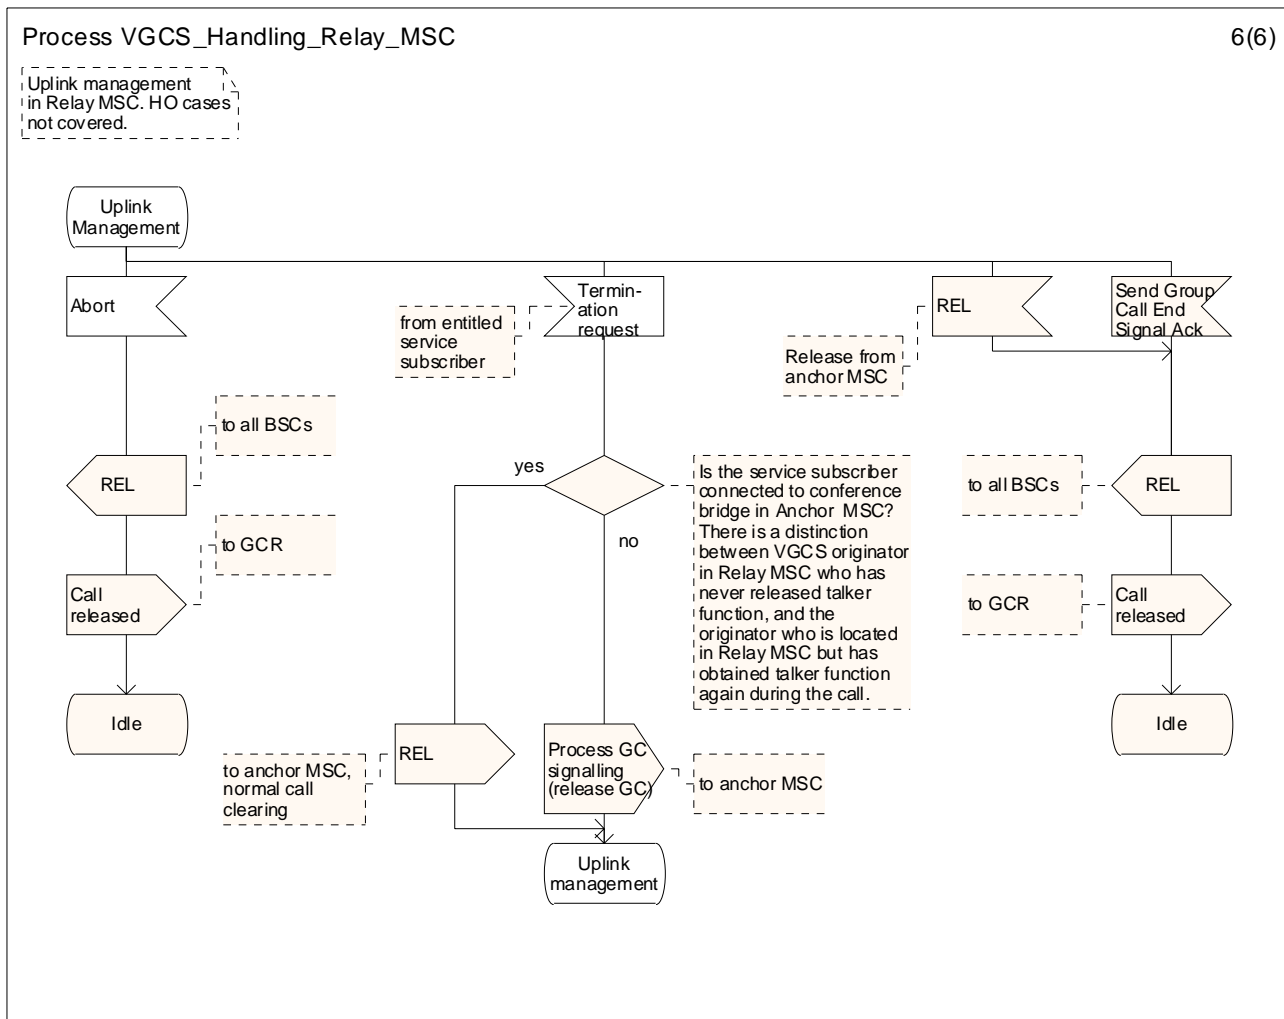 Process VGCS_Handling_Relay_MSC
6(6)
Uplink management
in Relay MSC. HO cases
not covered.
Uplink
Management
Abort
Termin-
ation
request
from entitled
service
subscriber
REL
Send Group
Call End
Signal Ack
Release from
anchor MSC
to all BSCs
REL
to GCR
Call
released
Idle
yes
no
Is the service subscriber
connected to conference
bridge in Anchor MSC?
There is a distinction
between VGCS originator
in Relay MSC who has
never released talker
function, and the
originator who is located
in Relay MSC but has
obtained talker function
again during the call.
to all BSCs
REL
to GCR
Call
released
Idle
REL
to anchor MSC,
normal call
clearing
Process GC
signalling
(release GC)
to anchor MSC
Uplink
management